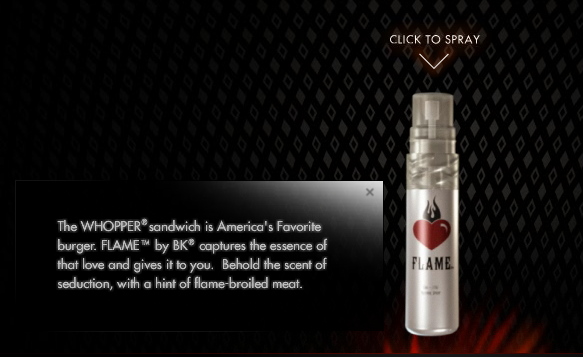 CLICK TO SPRAY
The WHOPPER® sandwich is America's Favorite
burger. FLAME™ by BK® captures the essence of
that love and gives it to you. Behold the scent of
seduction, with a hint of flame-broiled meat.
FLAME™